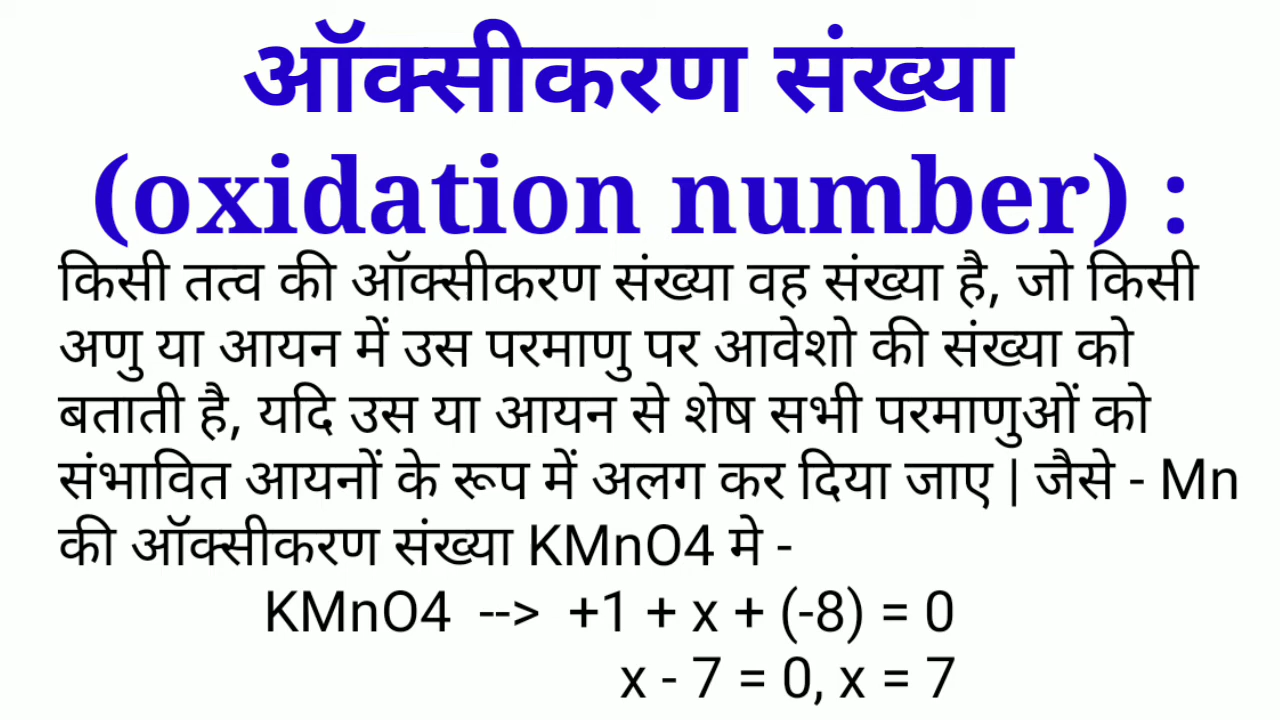 ऑक्सीकरण संख्या
(oxidation number) :
किसी तत्व की ऑक्सीकरण संख्या वह संख्या है, जो किसी
अणु या आयन में उस परमाणु पर आवेशो की संख्या को
बताती है, यदि उस या आयन से शेष सभी परमाणुओं को
संभावित आयनों के रूप में अलग कर दिया जाए | जैसे - Mn
की ऑक्सीकरण संख्या KMnO4 मे -
KMnO4 --> +1 + x + (-8) = 0
x - 7 = 0, x = 7